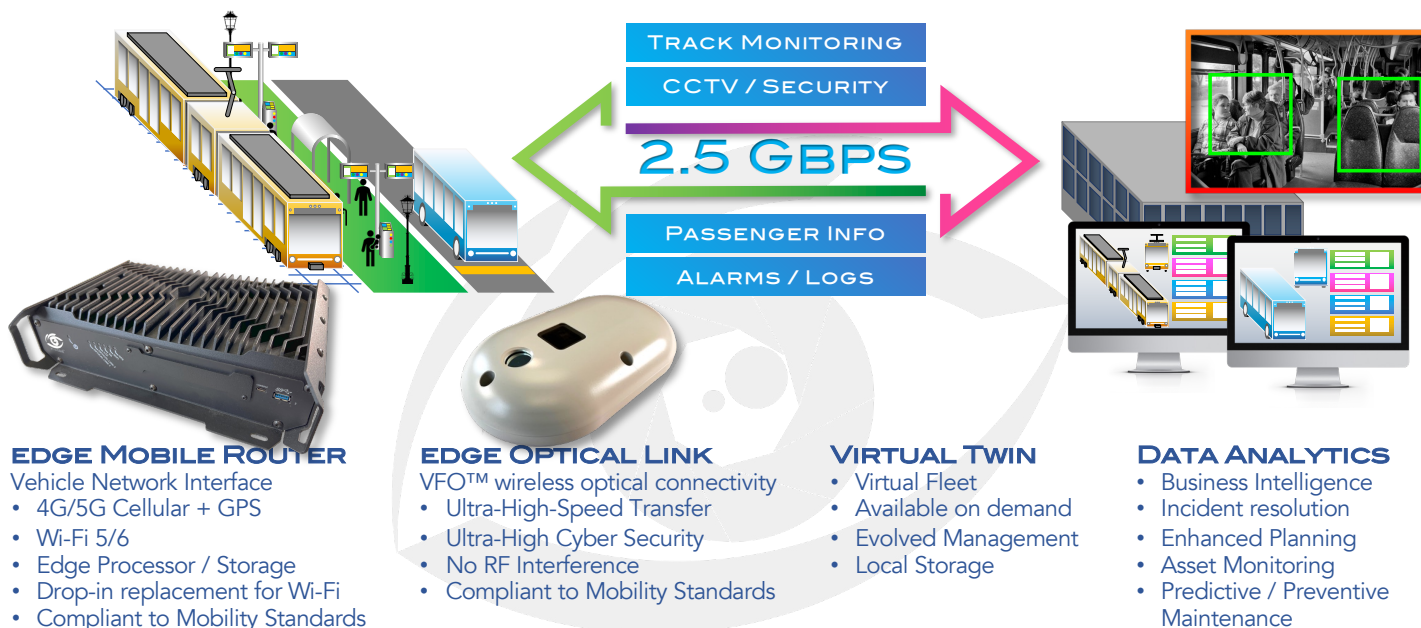 TRACK MONITORING
CCTV / SECURITY
2.5 GBPS
PASSENGER INFO
ALARMS / LOGS
EDGE MOBILE ROUTER
Vehicle Network Interface
• 4G/5G Cellular + GPS
• Wi-Fi 5/6
• Edge Processor / Storage
• Drop-in replacement for Wi-Fi
• Compliant to Mobility Standards
EDGE OPTICAL LINK
VFO™ wireless optical connectivity
• Ultra-High-Speed Transfer
• Ultra-High Cyber Security
• No RF Interference
• Compliant to Mobility Standards
VIRTUAL TWIN
• Virtual Fleet
• Available on demand
• Evolved Management
• Local Storage
DATA ANALYTICS
• Business Intelligence
• Incident resolution
• Enhanced Planning
• Asset Monitoring
• Predictive / Preventive
Maintenance